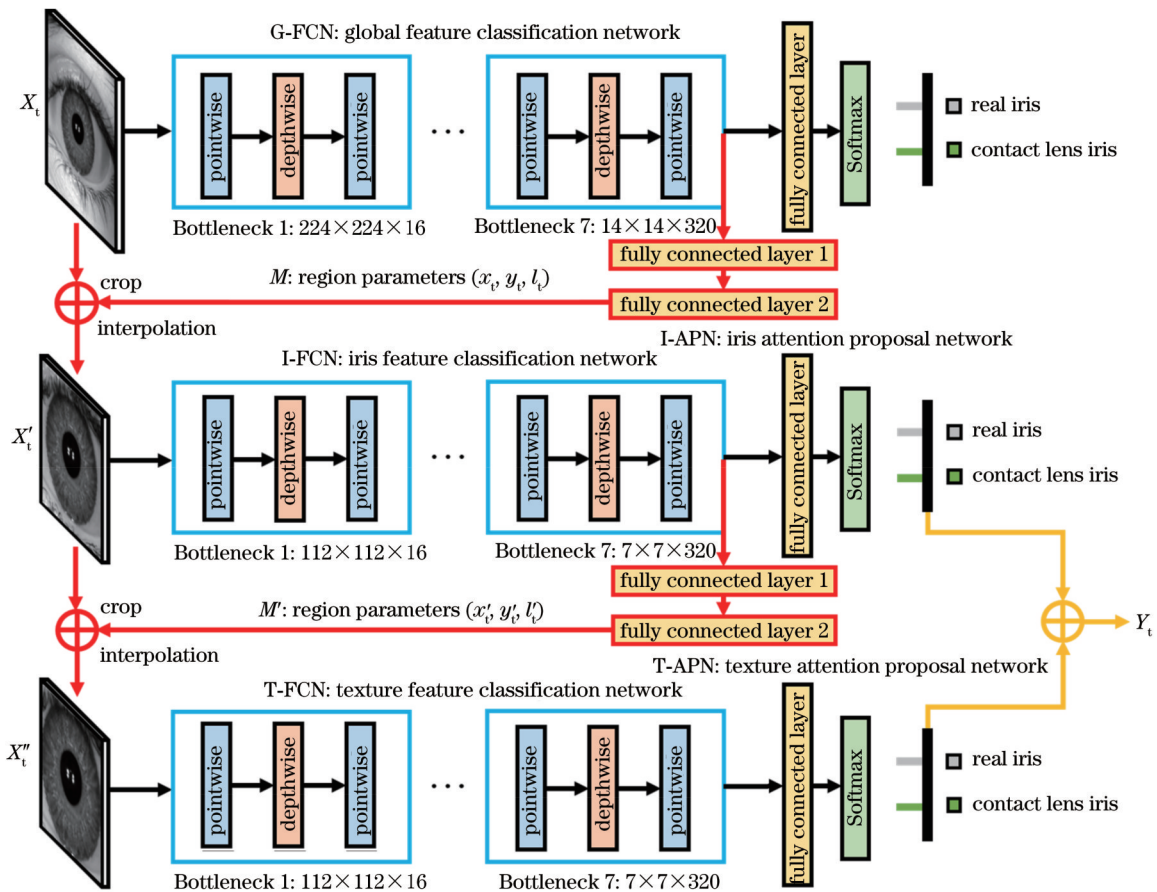 G-FCN: global feature classification network
X_t
pointwise
depthwise
pointwise
...
pointwise
depthwise
pointwise
fully connected layer
Softmax
real iris
contact lens iris
Bottleneck 1: 224×224×16
Bottleneck 7: 14×14×320
fully connected layer 1
crop
M: region parameters (x_t, y_t, l_t)
fully connected layer 2
interpolation
I-APN: iris attention proposal network
I-FCN: iris feature classification network
X_t′
pointwise
depthwise
pointwise
...
pointwise
depthwise
pointwise
fully connected layer
Softmax
real iris
contact lens iris
Bottleneck 1: 112×112×16
Bottleneck 7: 7×7×320
fully connected layer 1
crop
M′: region parameters (x_t′, y_t′, l_t′)
fully connected layer 2
interpolation
Y_t
T-APN: texture attention proposal network
T-FCN: texture feature classification network
X_t″
pointwise
depthwise
pointwise
...
pointwise
depthwise
pointwise
fully connected layer
Softmax
real iris
contact lens iris
Bottleneck 1: 112×112×16
Bottleneck 7: 7×7×320